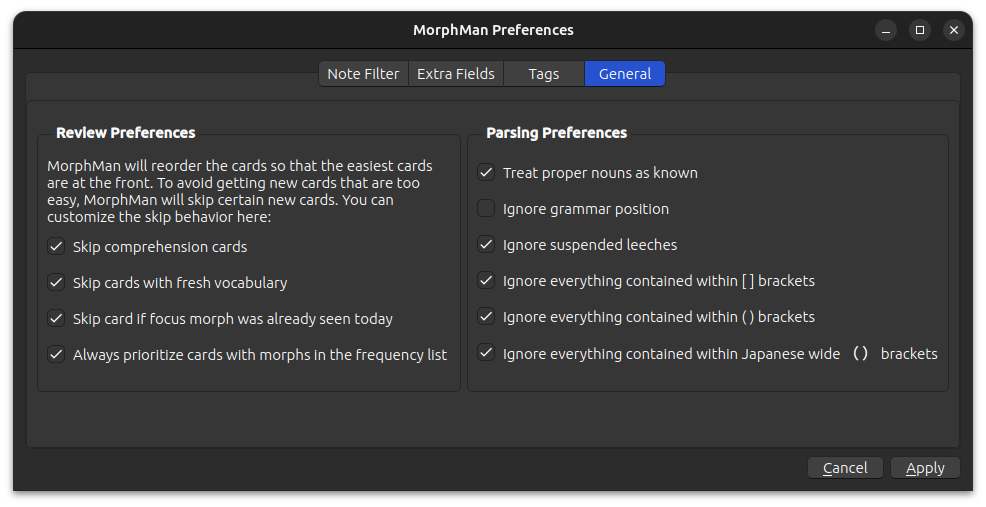 MorphMan Preferences
Note Filter
Extra Fields
Tags
General
Review Preferences
MorphMan will reorder the cards so that the easiest cards
are at the front. To avoid getting new cards that are too
easy, MorphMan will skip certain new cards. You can
customize the skip behavior here:
Skip comprehension cards
Skip cards with fresh vocabulary
Skip card if focus morph was already seen today
Always prioritize cards with morphs in the frequency list
Parsing Preferences
Treat proper nouns as known
Ignore grammar position
Ignore suspended leeches
Ignore everything contained within [ ] brackets
Ignore everything contained within ( ) brackets
Ignore everything contained within Japanese wide （） brackets
Cancel
Apply